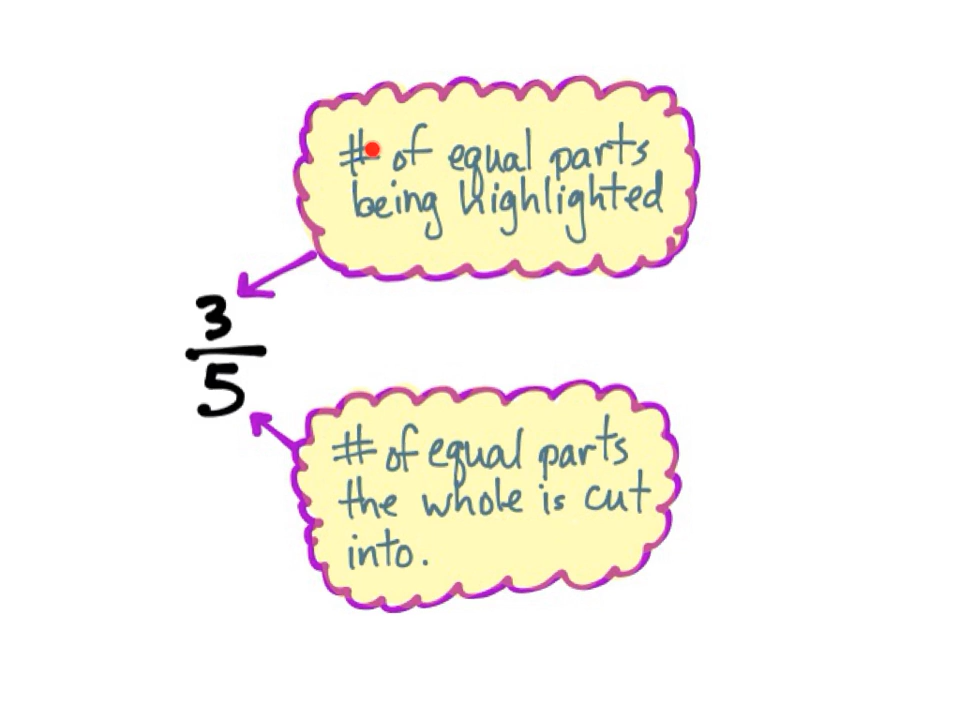 # of equal parts
being highlighted
3
5
# of equal parts
the whole is cut
into.